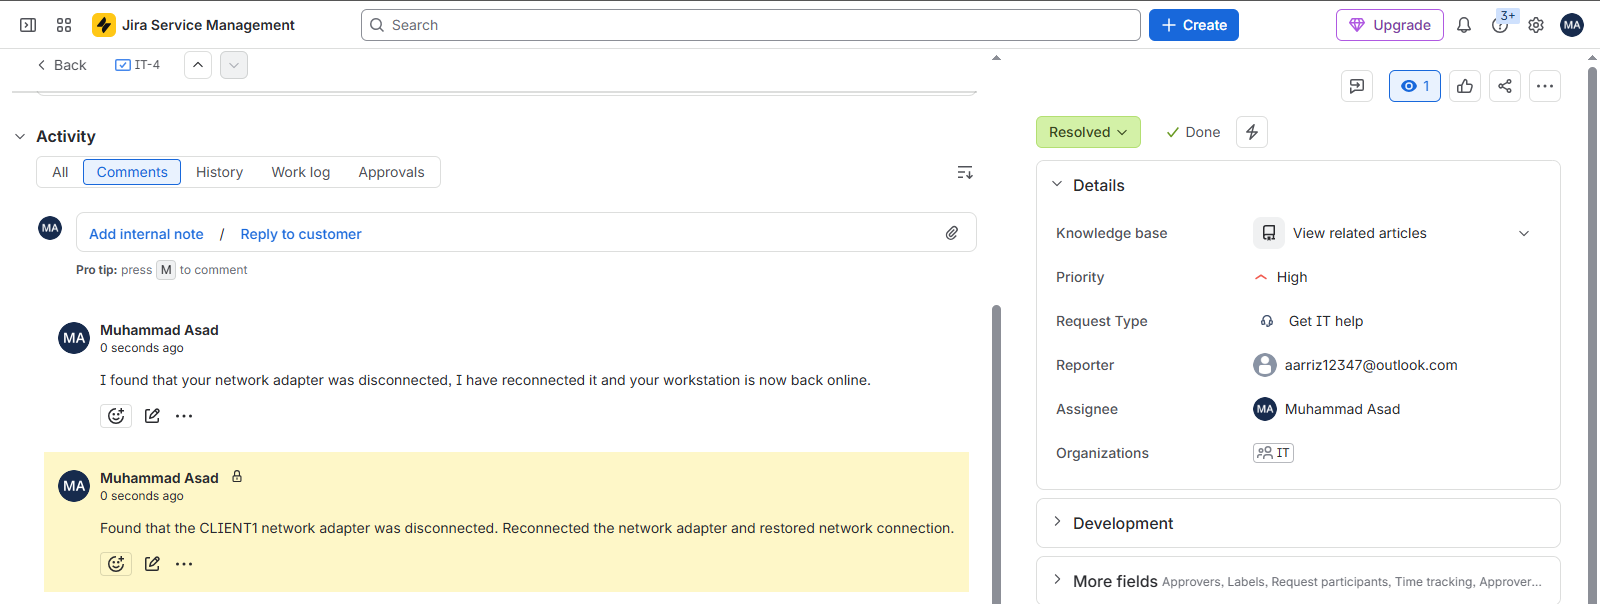 Jira Service Management
Search
Create
Upgrade
3+
MA
Back
IT-4
1
Activity
All
Comments
History
Work log
Approvals
MA
Add internal note / Reply to customer
Pro tip: press M to comment
MA
Muhammad Asad
0 seconds ago
I found that your network adapter was disconnected, I have reconnected it and your workstation is now back online.
MA
Muhammad Asad
0 seconds ago
Found that the CLIENT1 network adapter was disconnected. Reconnected the network adapter and restored network connection.
Resolved
Done
Details
Knowledge base
View related articles
Priority
High
Request Type
Get IT help
Reporter
aarriz12347@outlook.com
Assignee
MA Muhammad Asad
Organizations
IT
Development
More fields Approvers, Labels, Request participants, Time tracking, Approver...